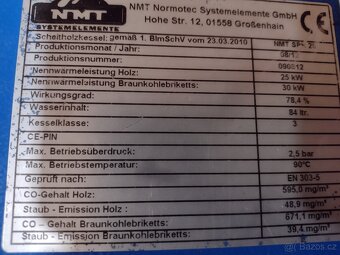 NMT
SYSTEMELEMENTE
NMT Normotec Systemelemente GmbH
Hohe Str. 12, 01558 Großenhain
Scheitholzkessel: gemäß 1. BImSchV vom 23.03.2010
NMT
Produktionsmonat / Jahr:
Produktionsnummer:
090812
Nennwärmeleistung Holz:
25 kW
Nennwärmeleistung Braunkohlebriketts:
30 kW
Wirkungsgrad:
78,4 %
Wasserinhalt:
84 ltr.
Kesselklasse:
3
CE-PIN
Max. Betriebsüberdruck:
2,5 bar
Max. Betriebstemperatur:
90°C
Geprüft nach:
EN 303-5
CO-Gehalt Holz:
595,0 mg/m³
Staub - Emission Holz:
48,9 mg/m³
CO – Gehalt Braunkohlebriketts:
671,1 mg/m³
Staub - Emission Braunkohlebriketts:
39,4 mg/m³